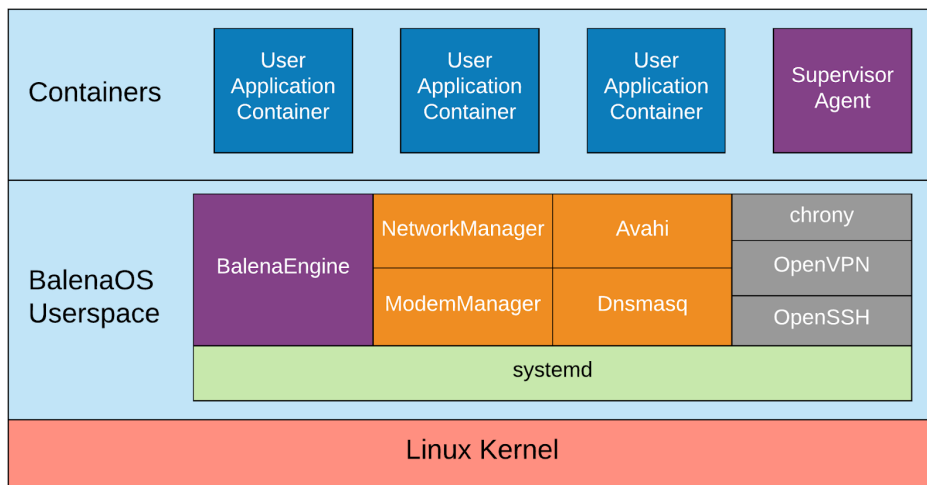 Containers
User
Application
Container
User
Application
Container
User
Application
Container
Supervisor
Agent
BalenaOS
Userspace
BalenaEngine
NetworkManager
Avahi
chrony
OpenVPN
ModemManager
Dnsmasq
OpenSSH
systemd
Linux Kernel